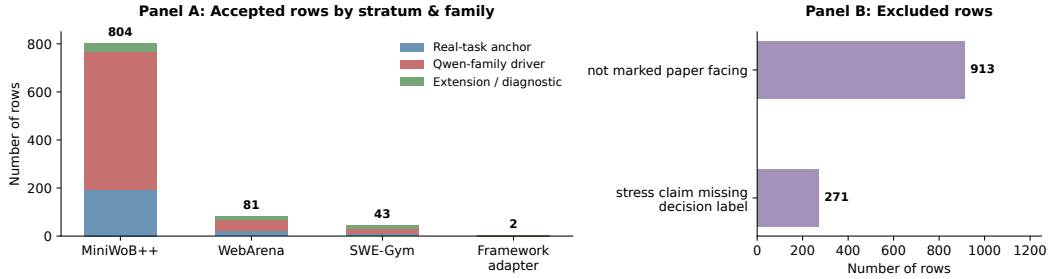 Panel A: Accepted rows by stratum & family
804
Real-task anchor
Qwen-family driver
Extension / diagnostic
Number of rows
800
600
400
200
0
81
43
2
MiniWoB++
WebArena
SWE-Gym
Framework
adapter
Panel B: Excluded rows
not marked paper facing
913
stress claim missing
decision label
271
0
200
400
600
800
1000
1200
Number of rows